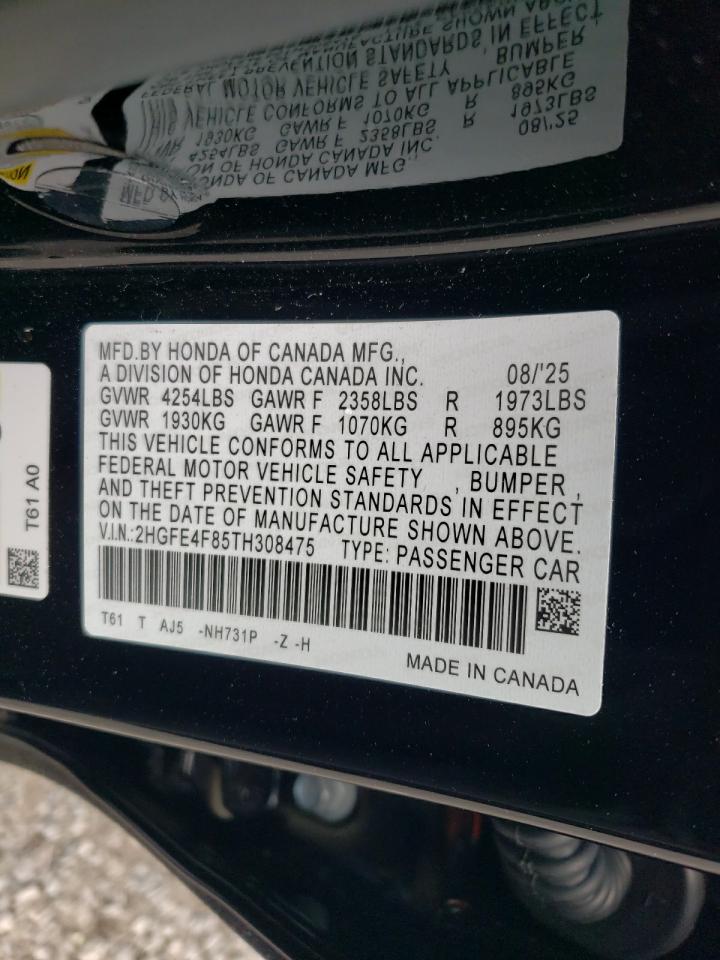 MFD.BY HONDA OF CANADA MFG.,
A DIVISION OF HONDA CANADA INC. 08/'25
GVWR 4254LBS GAWR F 2358LBS R 1973LBS
GVWR 1930KG GAWR F 1070KG R 895KG
THIS VEHICLE CONFORMS TO ALL APPLICABLE
FEDERAL MOTOR VEHICLE SAFETY , BUMPER ,
AND THEFT PREVENTION STANDARDS IN EFFECT
ON THE DATE OF MANUFACTURE SHOWN ABOVE.
V.I.N.:2HGFE4F85TH308475 TYPE: PASSENGER CAR
T61 T AJ5 -NH731P -Z -H
MADE IN CANADA
T61 A0